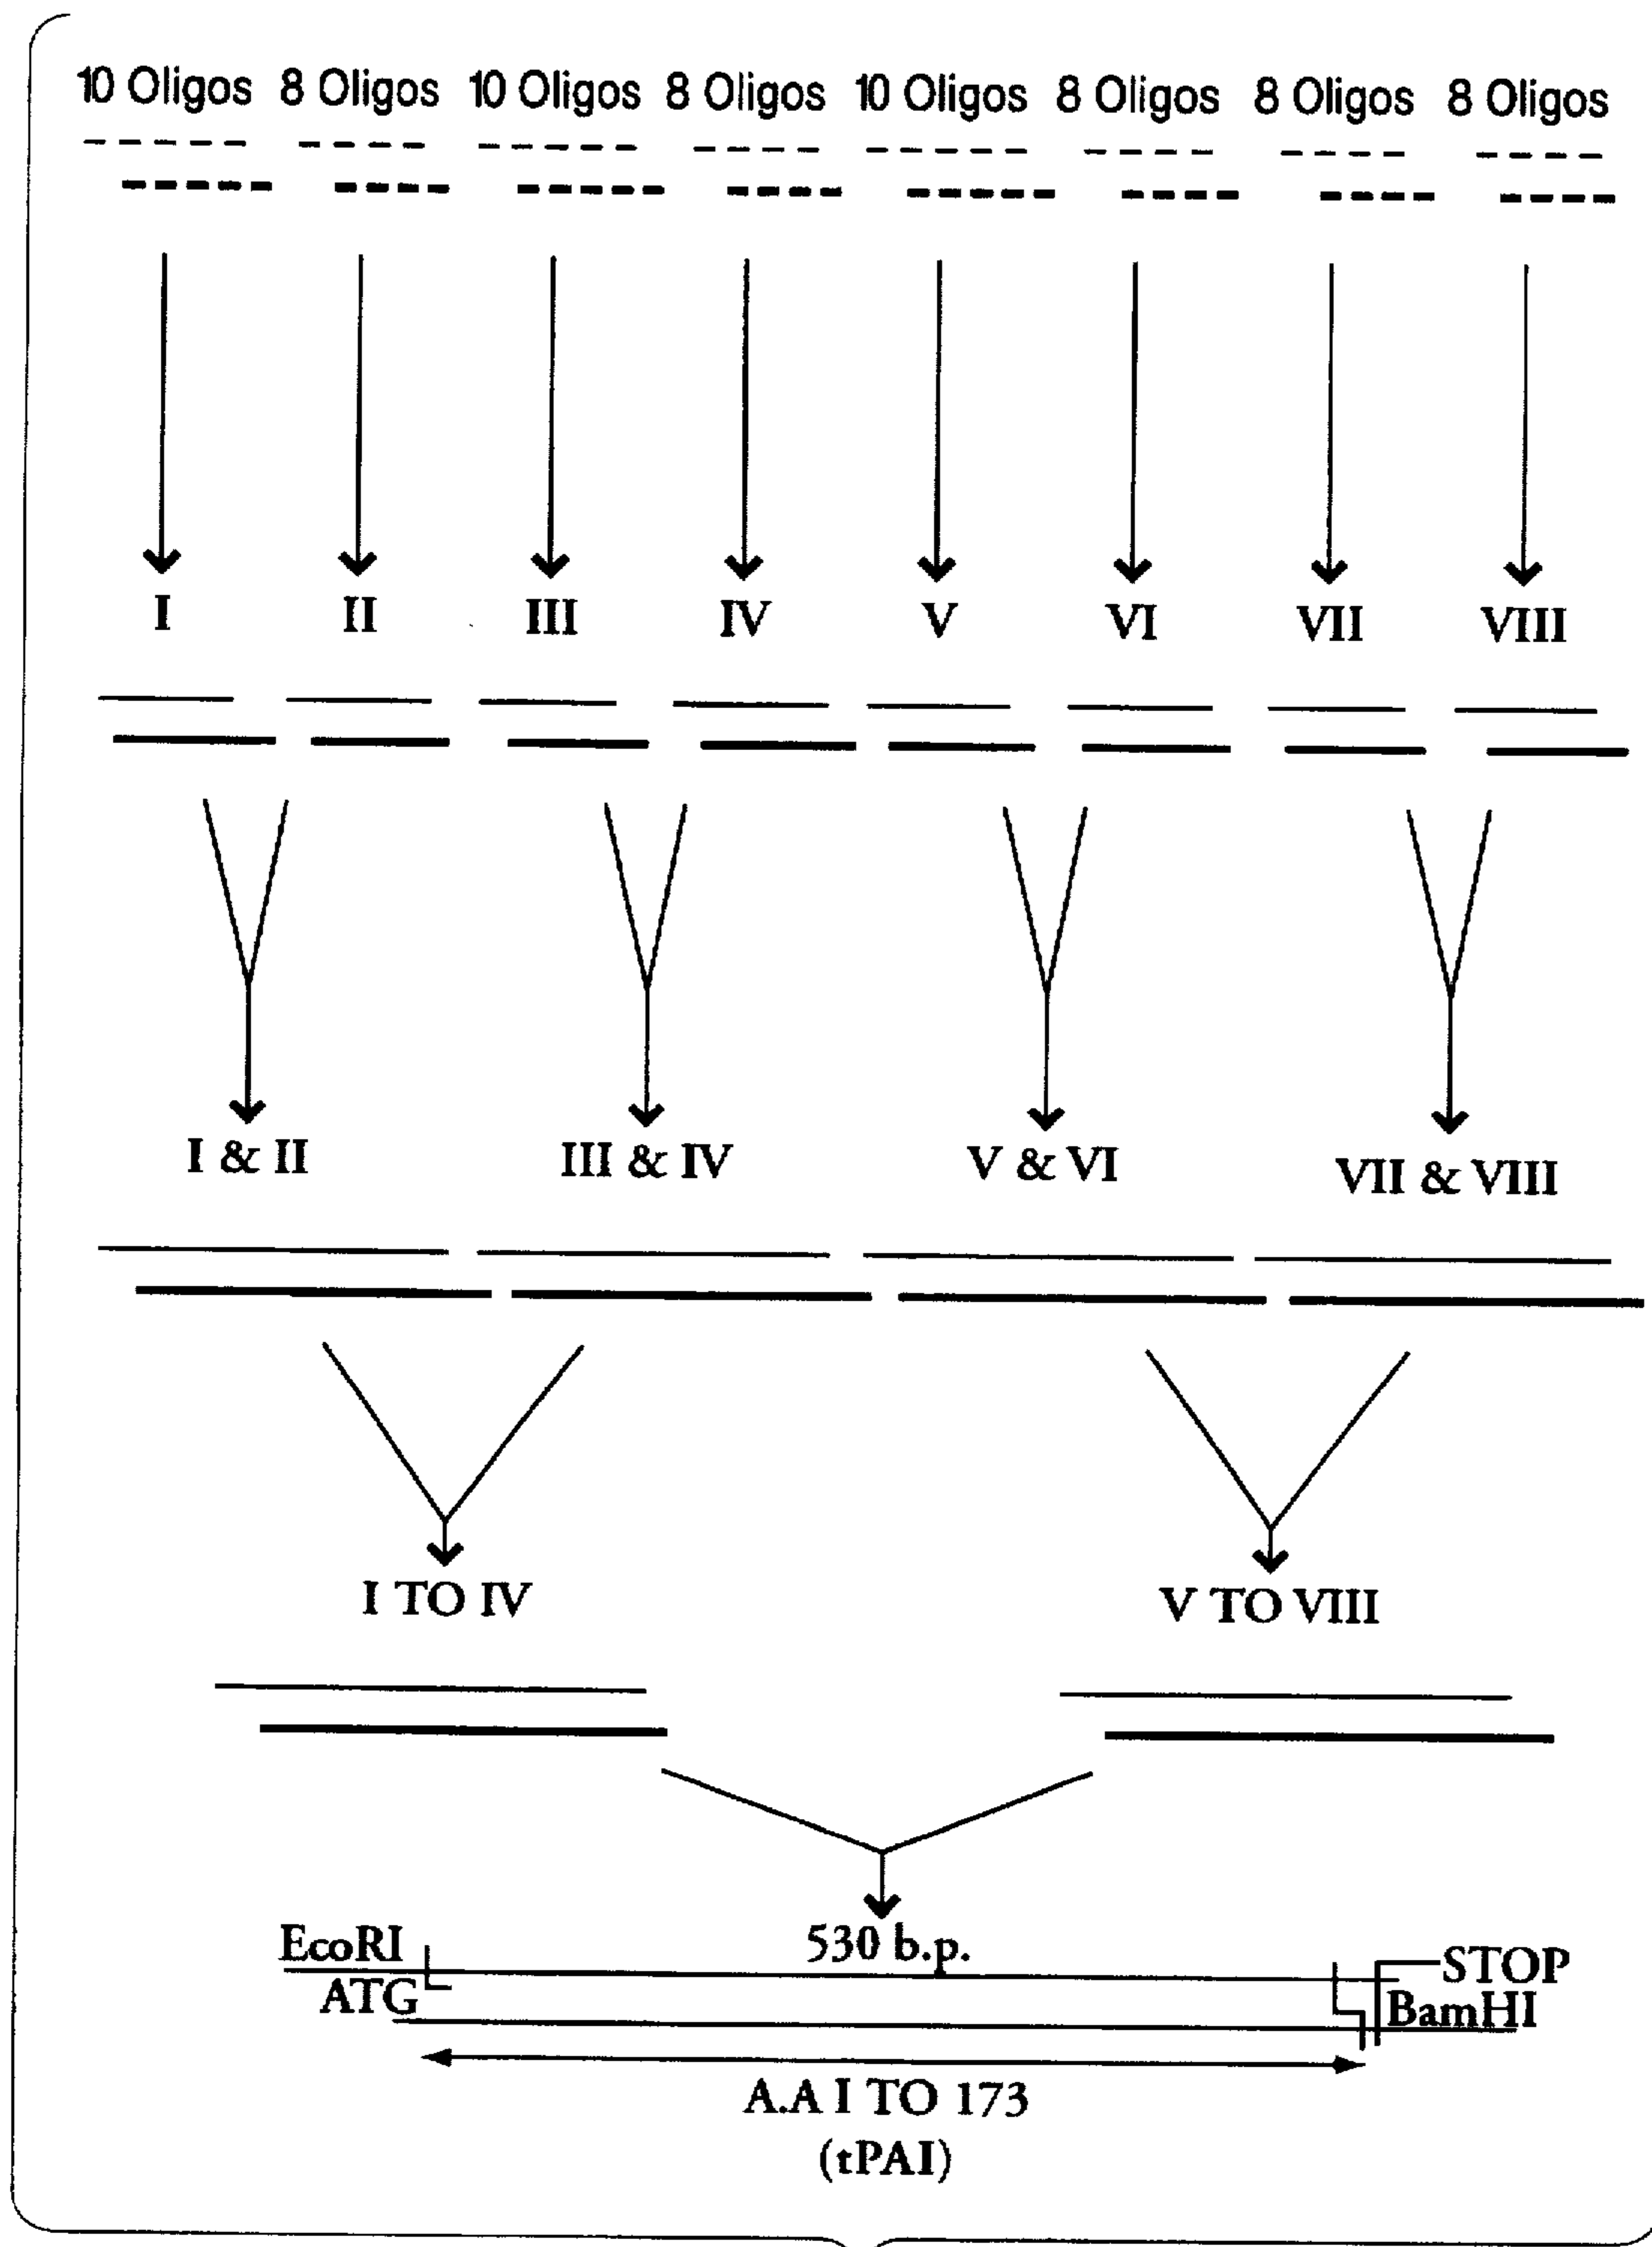 10 Oligos 8 Oligos 10 Oligos 8 Oligos 10 Oligos 8 Oligos 8 Oligos 8 Oligos
I II III IV V VI VII VIII
I & II III & IV V & VI VII & VIII
I TO IV V TO VIII
530 b.p.
EcoRI STOP
ATG BamHI
A.A I TO 173
(tPAI)